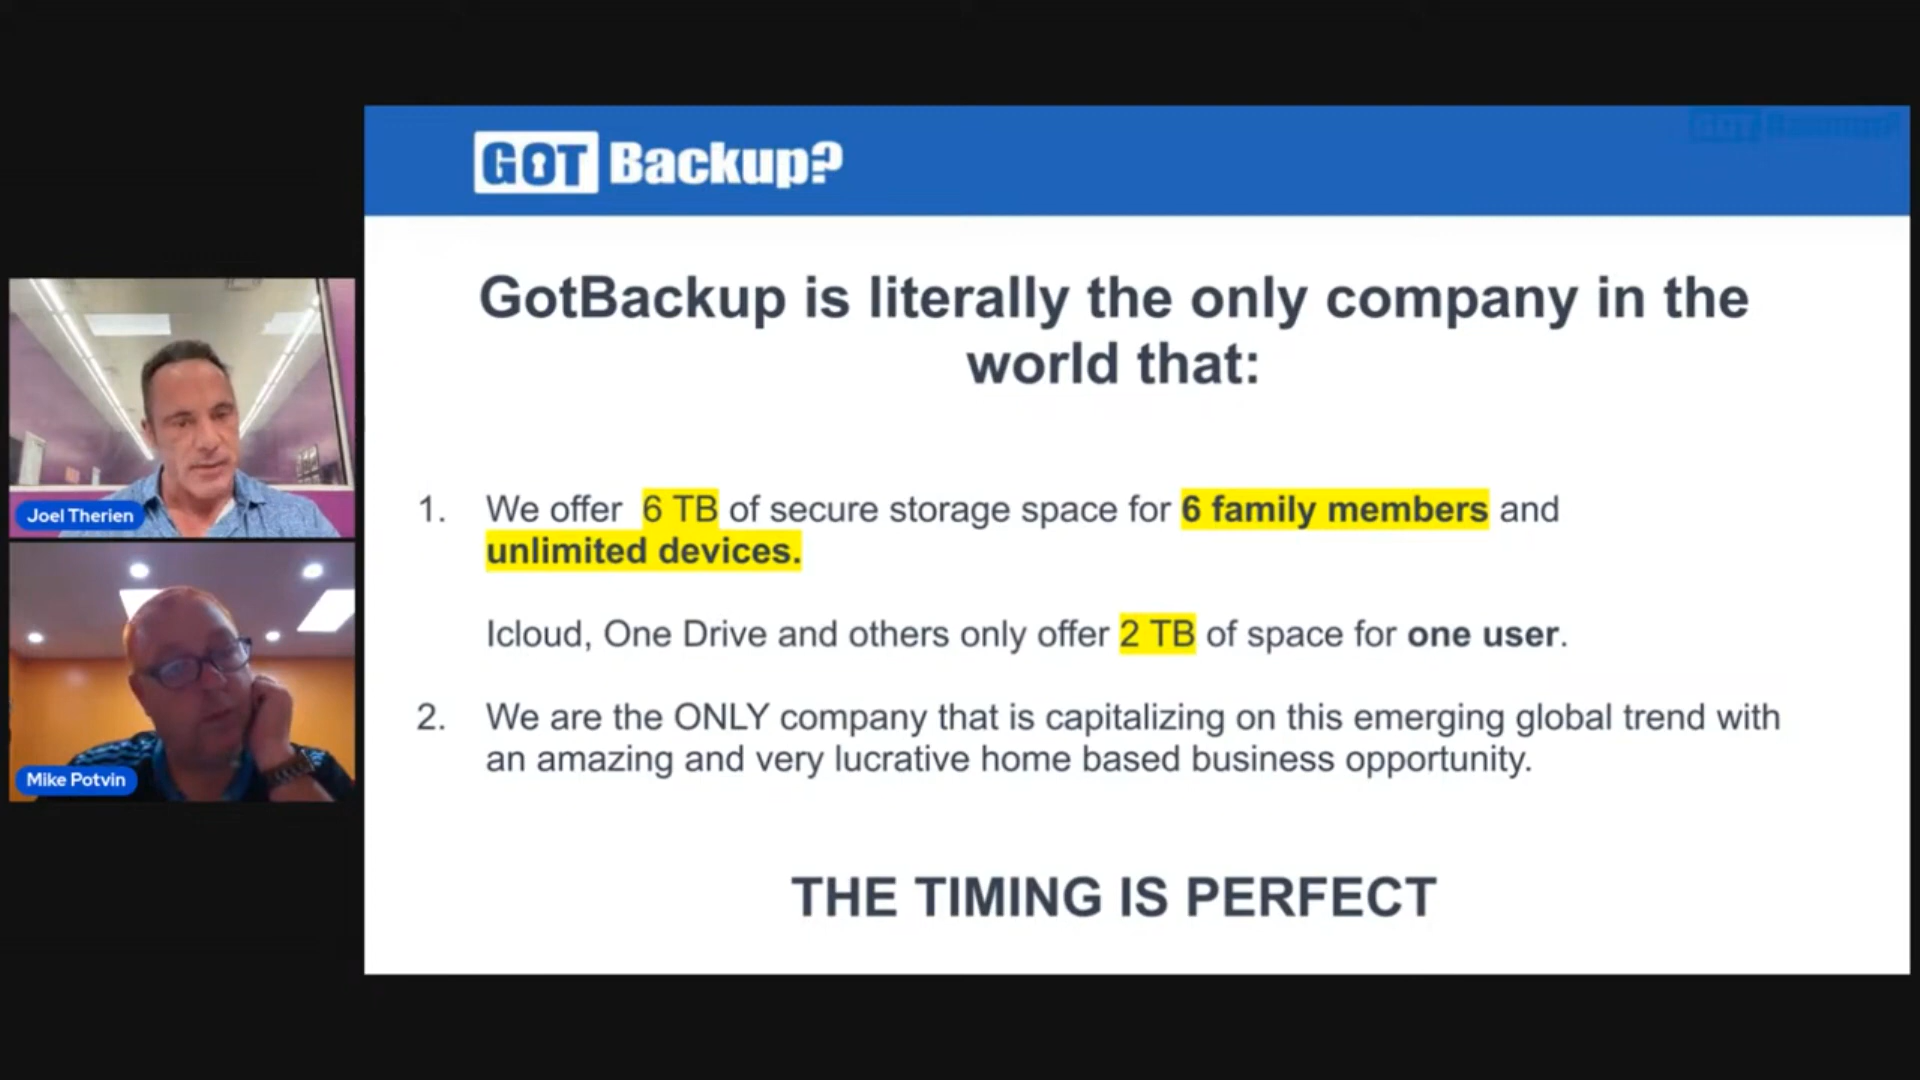 GOT Backup?
GOT Backup?
GotBackup is literally the only company in the
world that:
1. We offer 6 TB of secure storage space for 6 family members and
unlimited devices.
Icloud, One Drive and others only offer 2 TB of space for one user.
2. We are the ONLY company that is capitalizing on this emerging global trend with
an amazing and very lucrative home based business opportunity.
THE TIMING IS PERFECT
Joel Therien
Mike Potvin